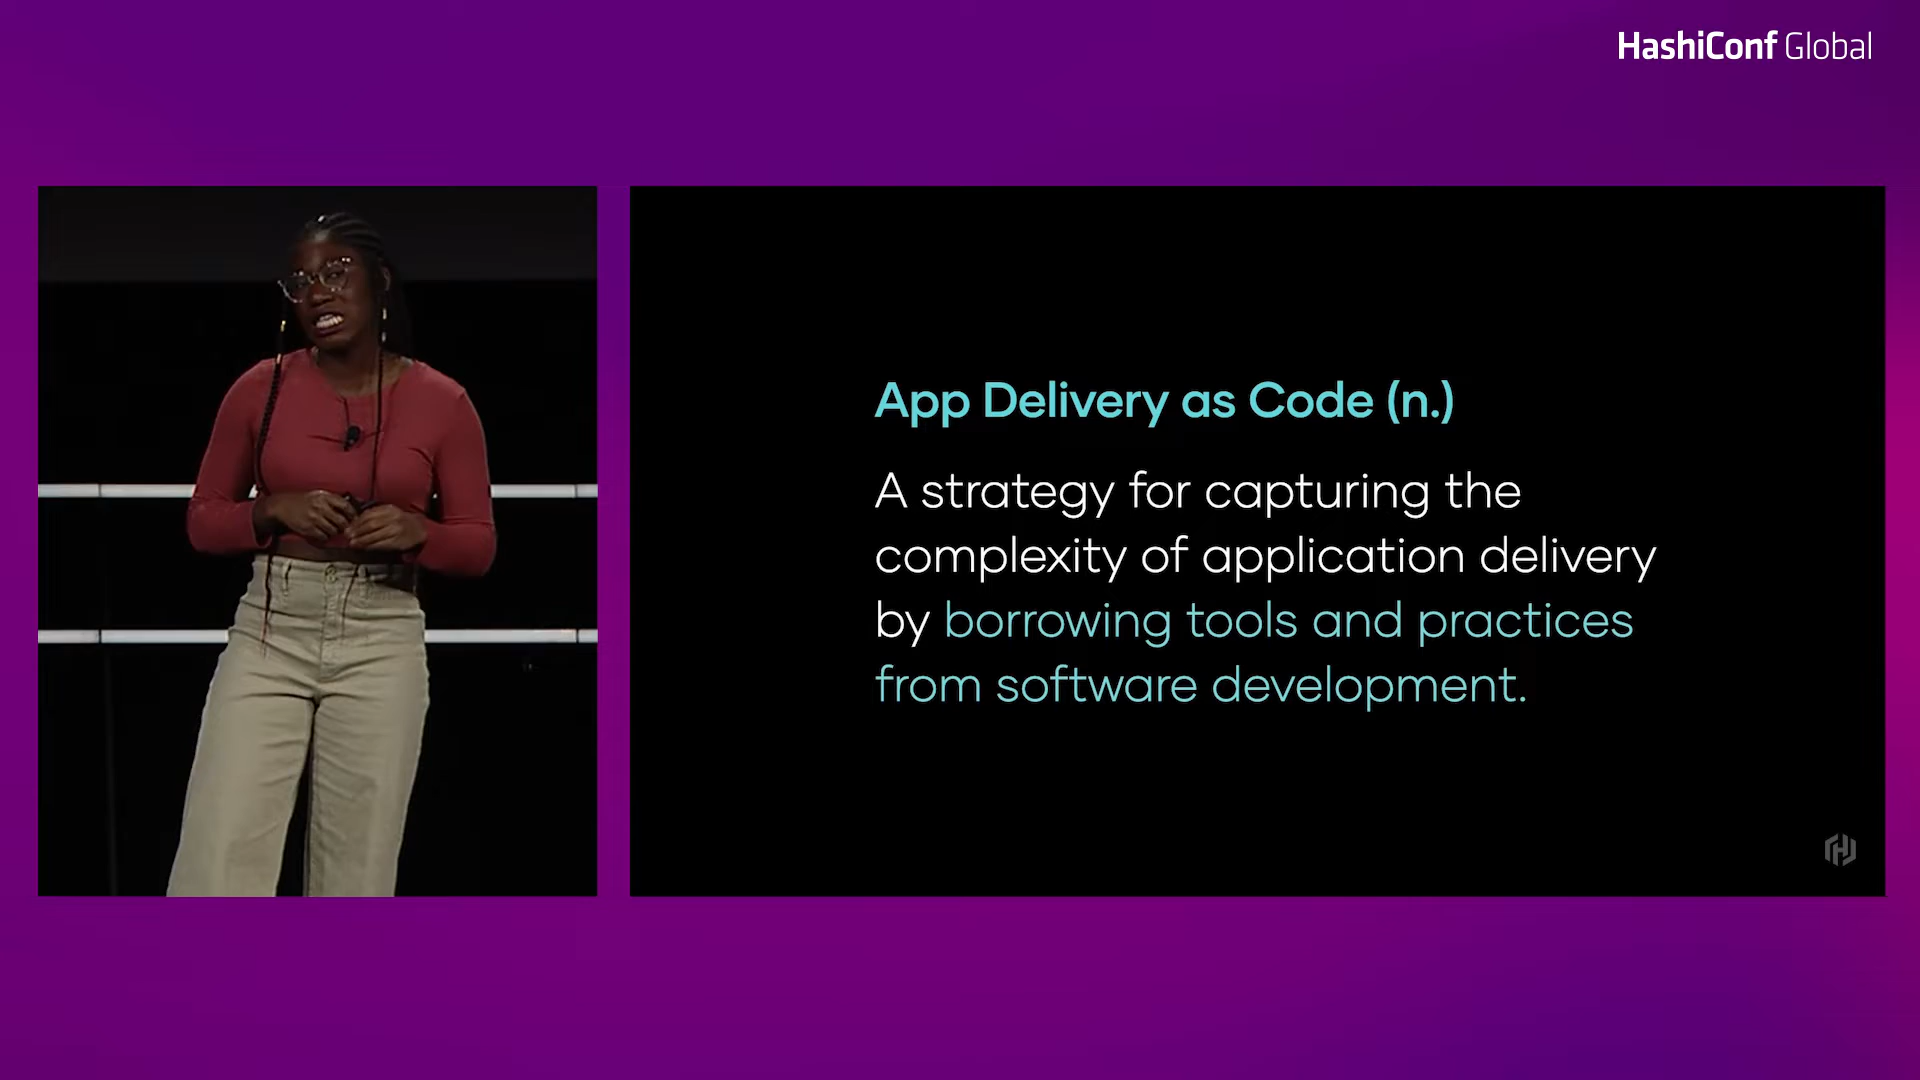 HashiConf Global
App Delivery as Code (n.)
A strategy for capturing the
complexity of application delivery
by borrowing tools and practices
from software development.